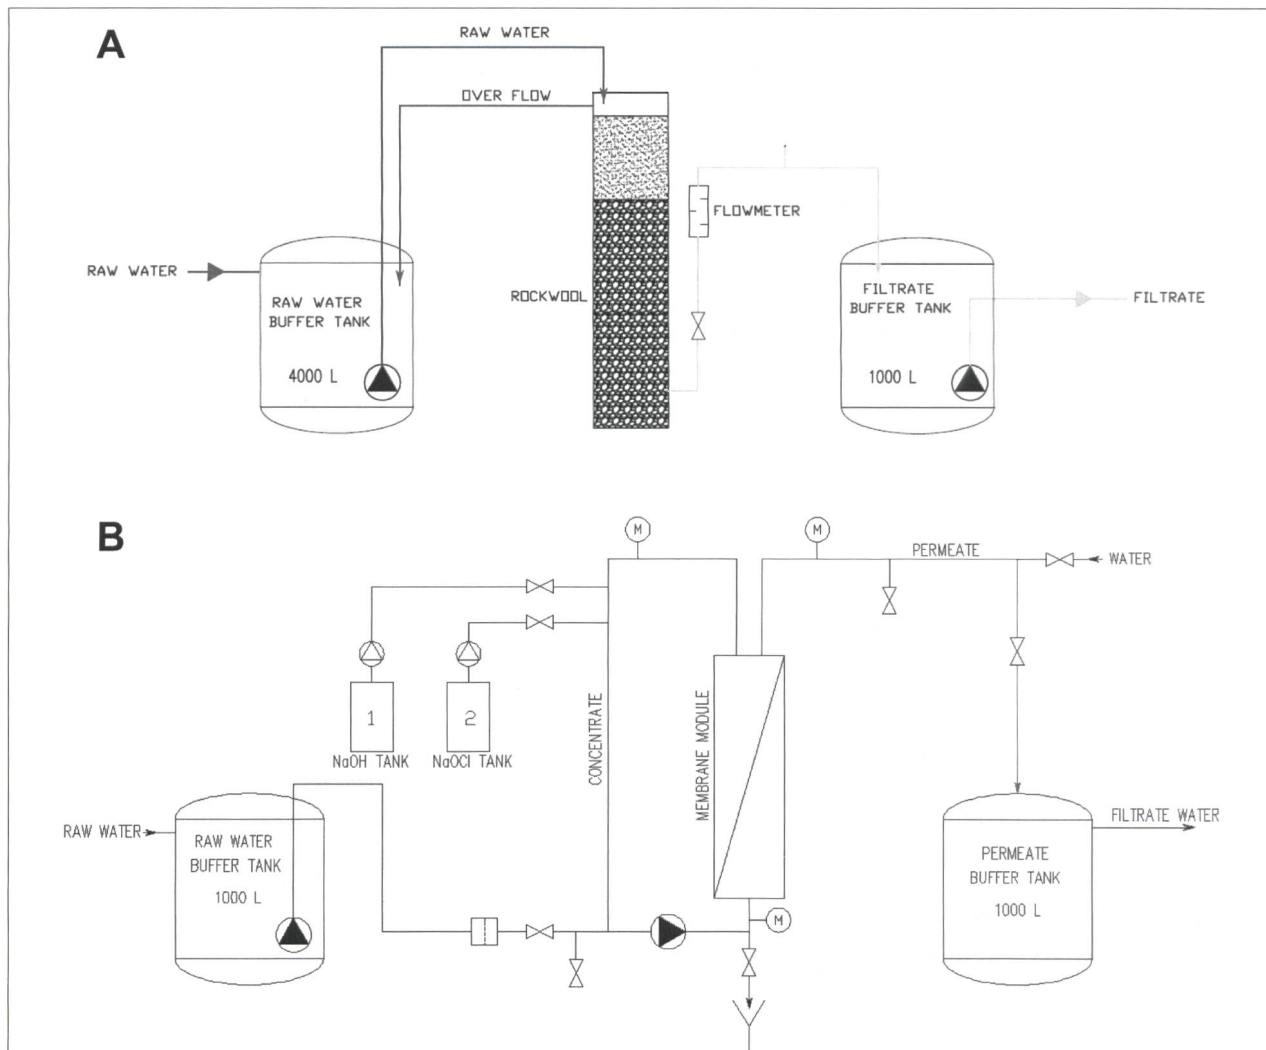 A
RAW WATER
OVER FLOW
FLOWMETER
RAW WATER
RAW WATER
BUFFER TANK
4000 L
ROCKWOOL
FILTRATE
BUFFER TANK
1000 L
FILTRATE
B
M
M
PERMEATE
WATER
1
NaOH TANK
2
NaOCl TANK
CONCENTRATE
MEMBRANE MODULE
RAW WATER
RAW WATER
BUFFER TANK
1000 L
M
PERMEATE
BUFFER TANK
1000 L
FILTRATE WATER